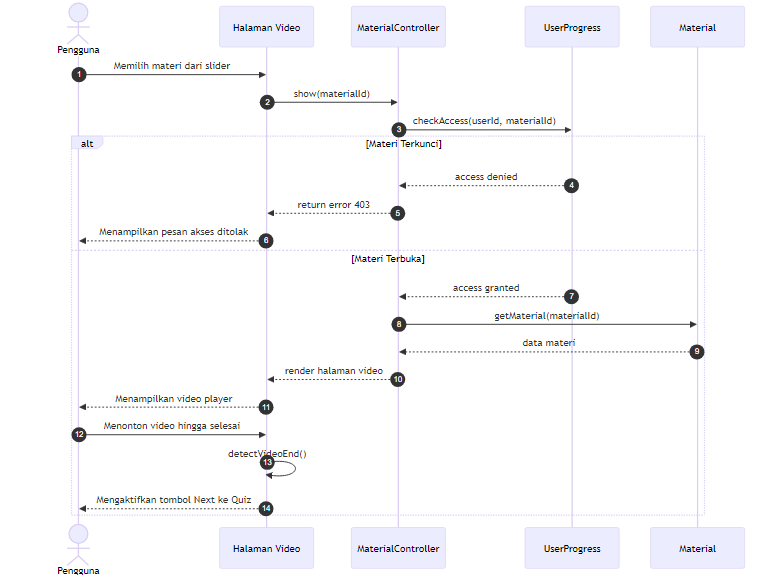 Pengguna
Halaman Video
MaterialController
UserProgress
Material
1 Memilih materi dari slider
2 show(materialId)
3 checkAccess(userId, materialId)
alt
[Materi Terkunci]
access denied 4
return error 403 5
Menampilkan pesan akses ditolak 6
[Materi Terbuka]
access granted 7
8 getMaterial(materialId)
data materi 9
render halaman video 10
Menampilkan video player 11
12 Menonton video hingga selesai
detectVideoEnd()
13
Mengaktifkan tombol Next ke Quiz 14
Pengguna
Halaman Video
MaterialController
UserProgress
Material